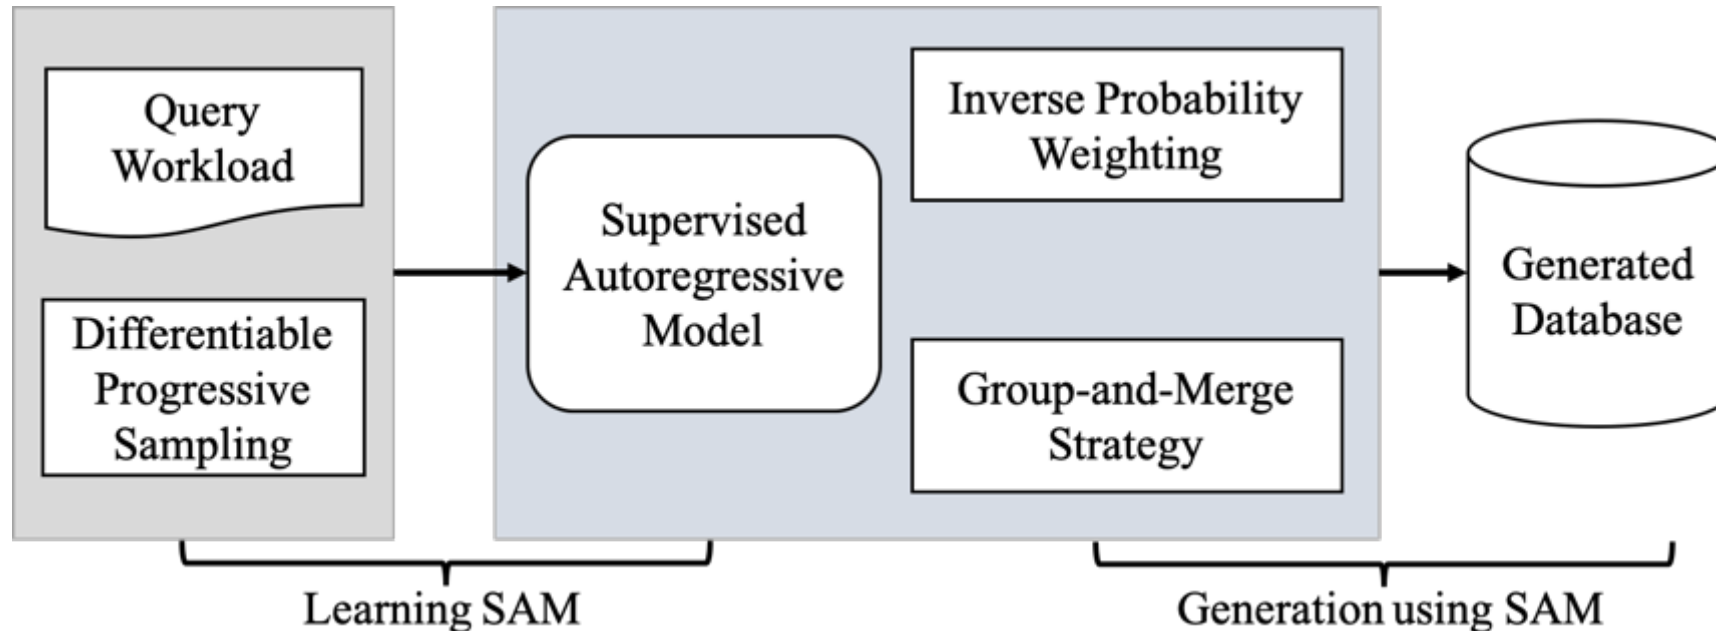 Query
Workload
Differentiable
Progressive
Sampling
Supervised
Autoregressive
Model
Inverse Probability
Weighting
Group-and-Merge
Strategy
Generated
Database
Learning SAM
Generation using SAM